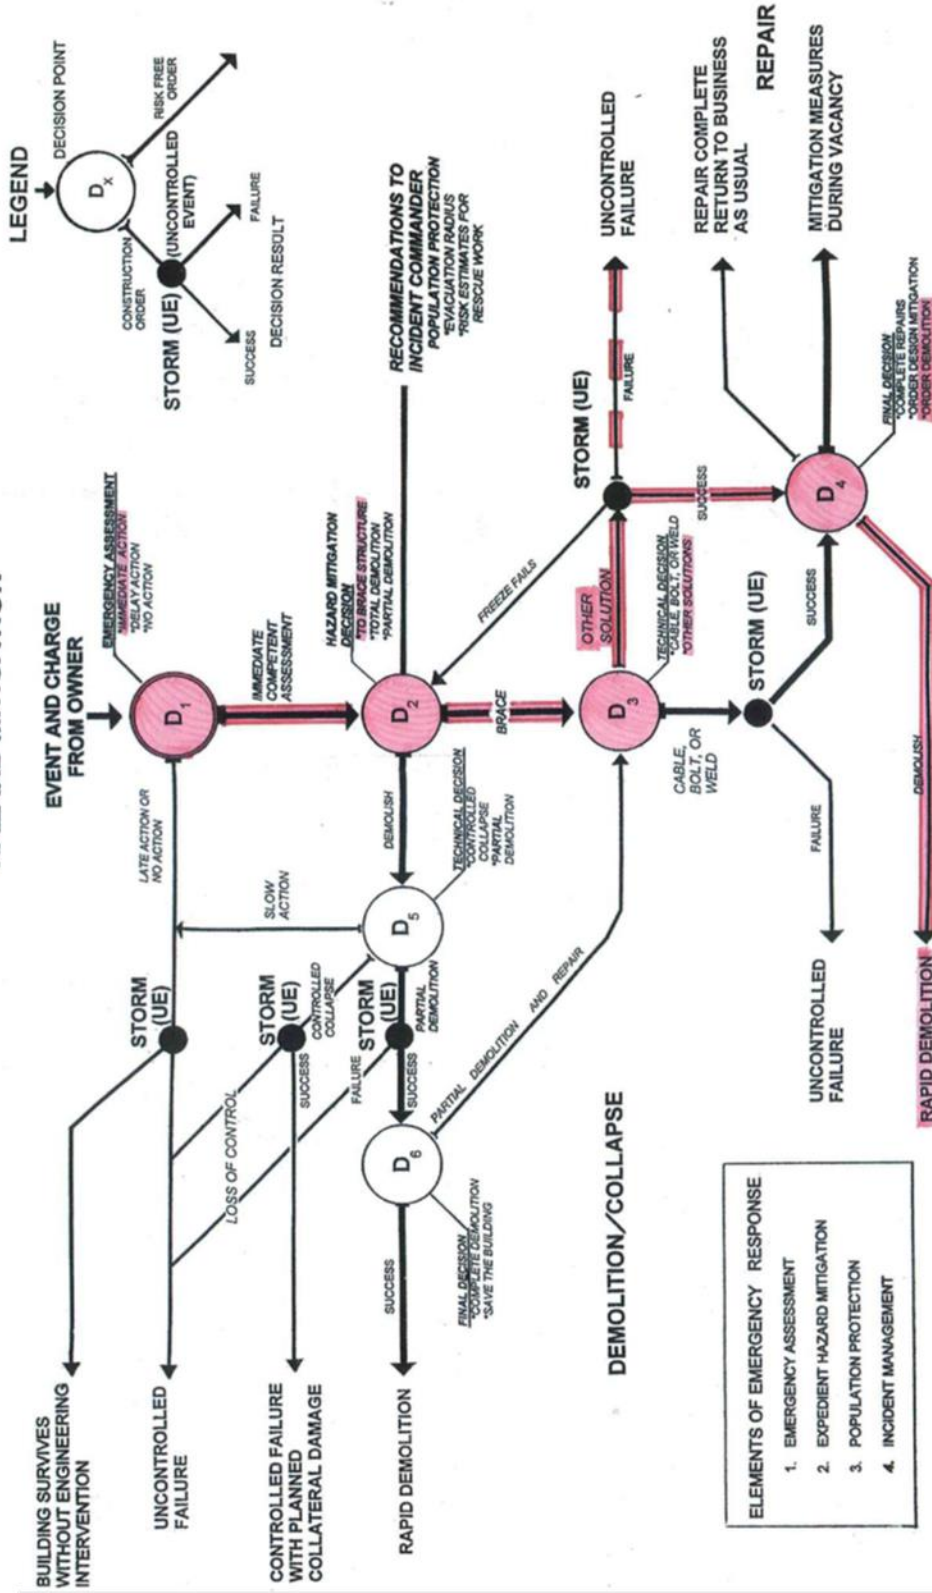 LEGEND
DECISION POINT
Dx
CONSTRUCTION
ORDER
RISK FREE
ORDER
STORM (UE)
(UNCONTROLLED
EVENT)
SUCCESS
FAILURE
DECISION RESULT
EVENT AND CHARGE
FROM OWNER
EMERGENCY ASSESSMENT
*IMMEDIATE ACTION
*DELAY ACTION
*NO ACTION
D1
LATE ACTION OR
NO ACTION
STORM
(UE)
BUILDING SURVIVES
WITHOUT ENGINEERING
INTERVENTION
UNCONTROLLED
FAILURE
IMMEDIATE
COMPETENT
ASSESSMENT
SLOW
ACTION
STORM
(UE)
CONTROLLED
COLLAPSE
SUCCESS
LOSS OF CONTROL
CONTROLLED FAILURE
WITH PLANNED
COLLATERAL DAMAGE
HAZARD MITIGATION
DECISION
*TO BRACE STRUCTURE
*TOTAL DEMOLITION
*PARTIAL DEMOLITION
RECOMMENDATIONS TO
INCIDENT COMMANDER
POPULATION PROTECTION
*EVACUATION RADIUS
*RISK ESTIMATES FOR
RESCUE WORK
D2
DEMOLISH
D5
TECHNICAL DECISION
*CONTROLLED
COLLAPSE
*PARTIAL
DEMOLITION
STORM
(UE)
PARTIAL
DEMOLITION
FAILURE
SUCCESS
D6
FINAL DECISION
*COMPLETE DEMOLITION
*SAVE THE BUILDING
SUCCESS
RAPID DEMOLITION
BRACE
FREEZE FAILS
PARTIAL DEMOLITION AND REPAIR
D3
TECHNICAL DECISION
*CABLE, BOLT, OR WELD
*OTHER SOLUTIONS
OTHER
SOLUTION
STORM (UE)
FAILURE
UNCONTROLLED
FAILURE
SUCCESS
CABLE,
BOLT, OR
WELD
STORM (UE)
FAILURE
UNCONTROLLED
FAILURE
SUCCESS
D4
REPAIR COMPLETE
RETURN TO BUSINESS
AS USUAL
REPAIR
MITIGATION MEASURES
DURING VACANCY
FINAL DECISION
*COMPLETE REPAIRS
*ORDER DESIGN MITIGATION
*ORDER DEMOLITION
DEMOLISH
RAPID DEMOLITION
DEMOLITION/COLLAPSE
ELEMENTS OF EMERGENCY RESPONSE
1. EMERGENCY ASSESSMENT
2. EXPEDIENT HAZARD MITIGATION
3. POPULATION PROTECTION
4. INCIDENT MANAGEMENT